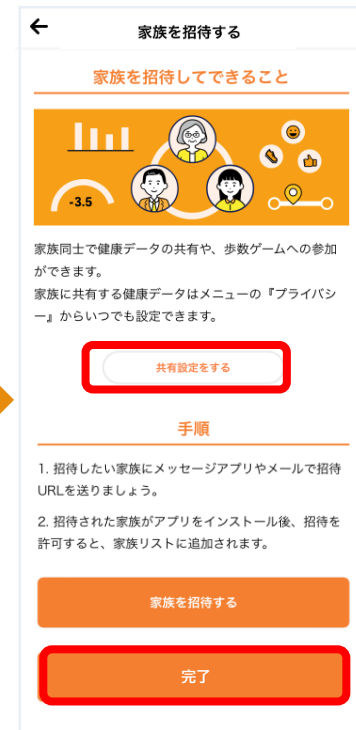 家族を招待する
家族を招待してできること
-3.5
家族同士で健康データの共有や、歩数ゲームへの参加
ができます。
家族に共有する健康データはメニューの『プライバシ
ー』からいつでも設定できます。
共有設定をする
手順
1. 招待したい家族にメッセージアプリやメールで招待
URLを送りましょう。
2. 招待された家族がアプリをインストール後、招待を
許可すると、家族リストに追加されます。
家族を招待する
完了